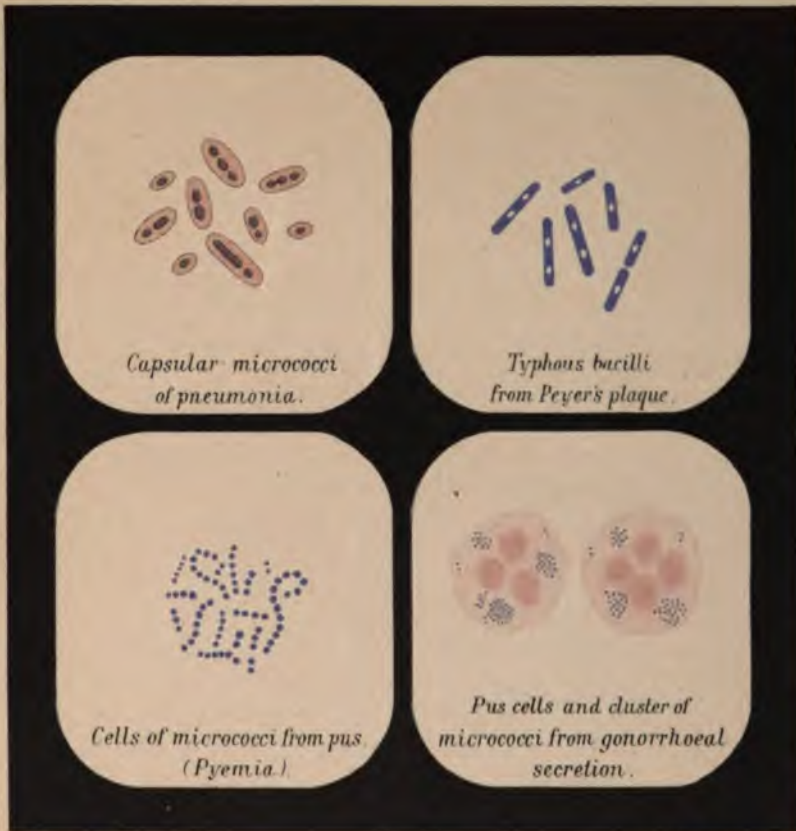 Capsular micrococci
of pneumonia.
Typhous bacilli
from Peyer's plaque.
Cells of micrococci from pus.
(Pyemia.)
Pus cells and cluster of
micrococci from gonorrhoeal
secretion.